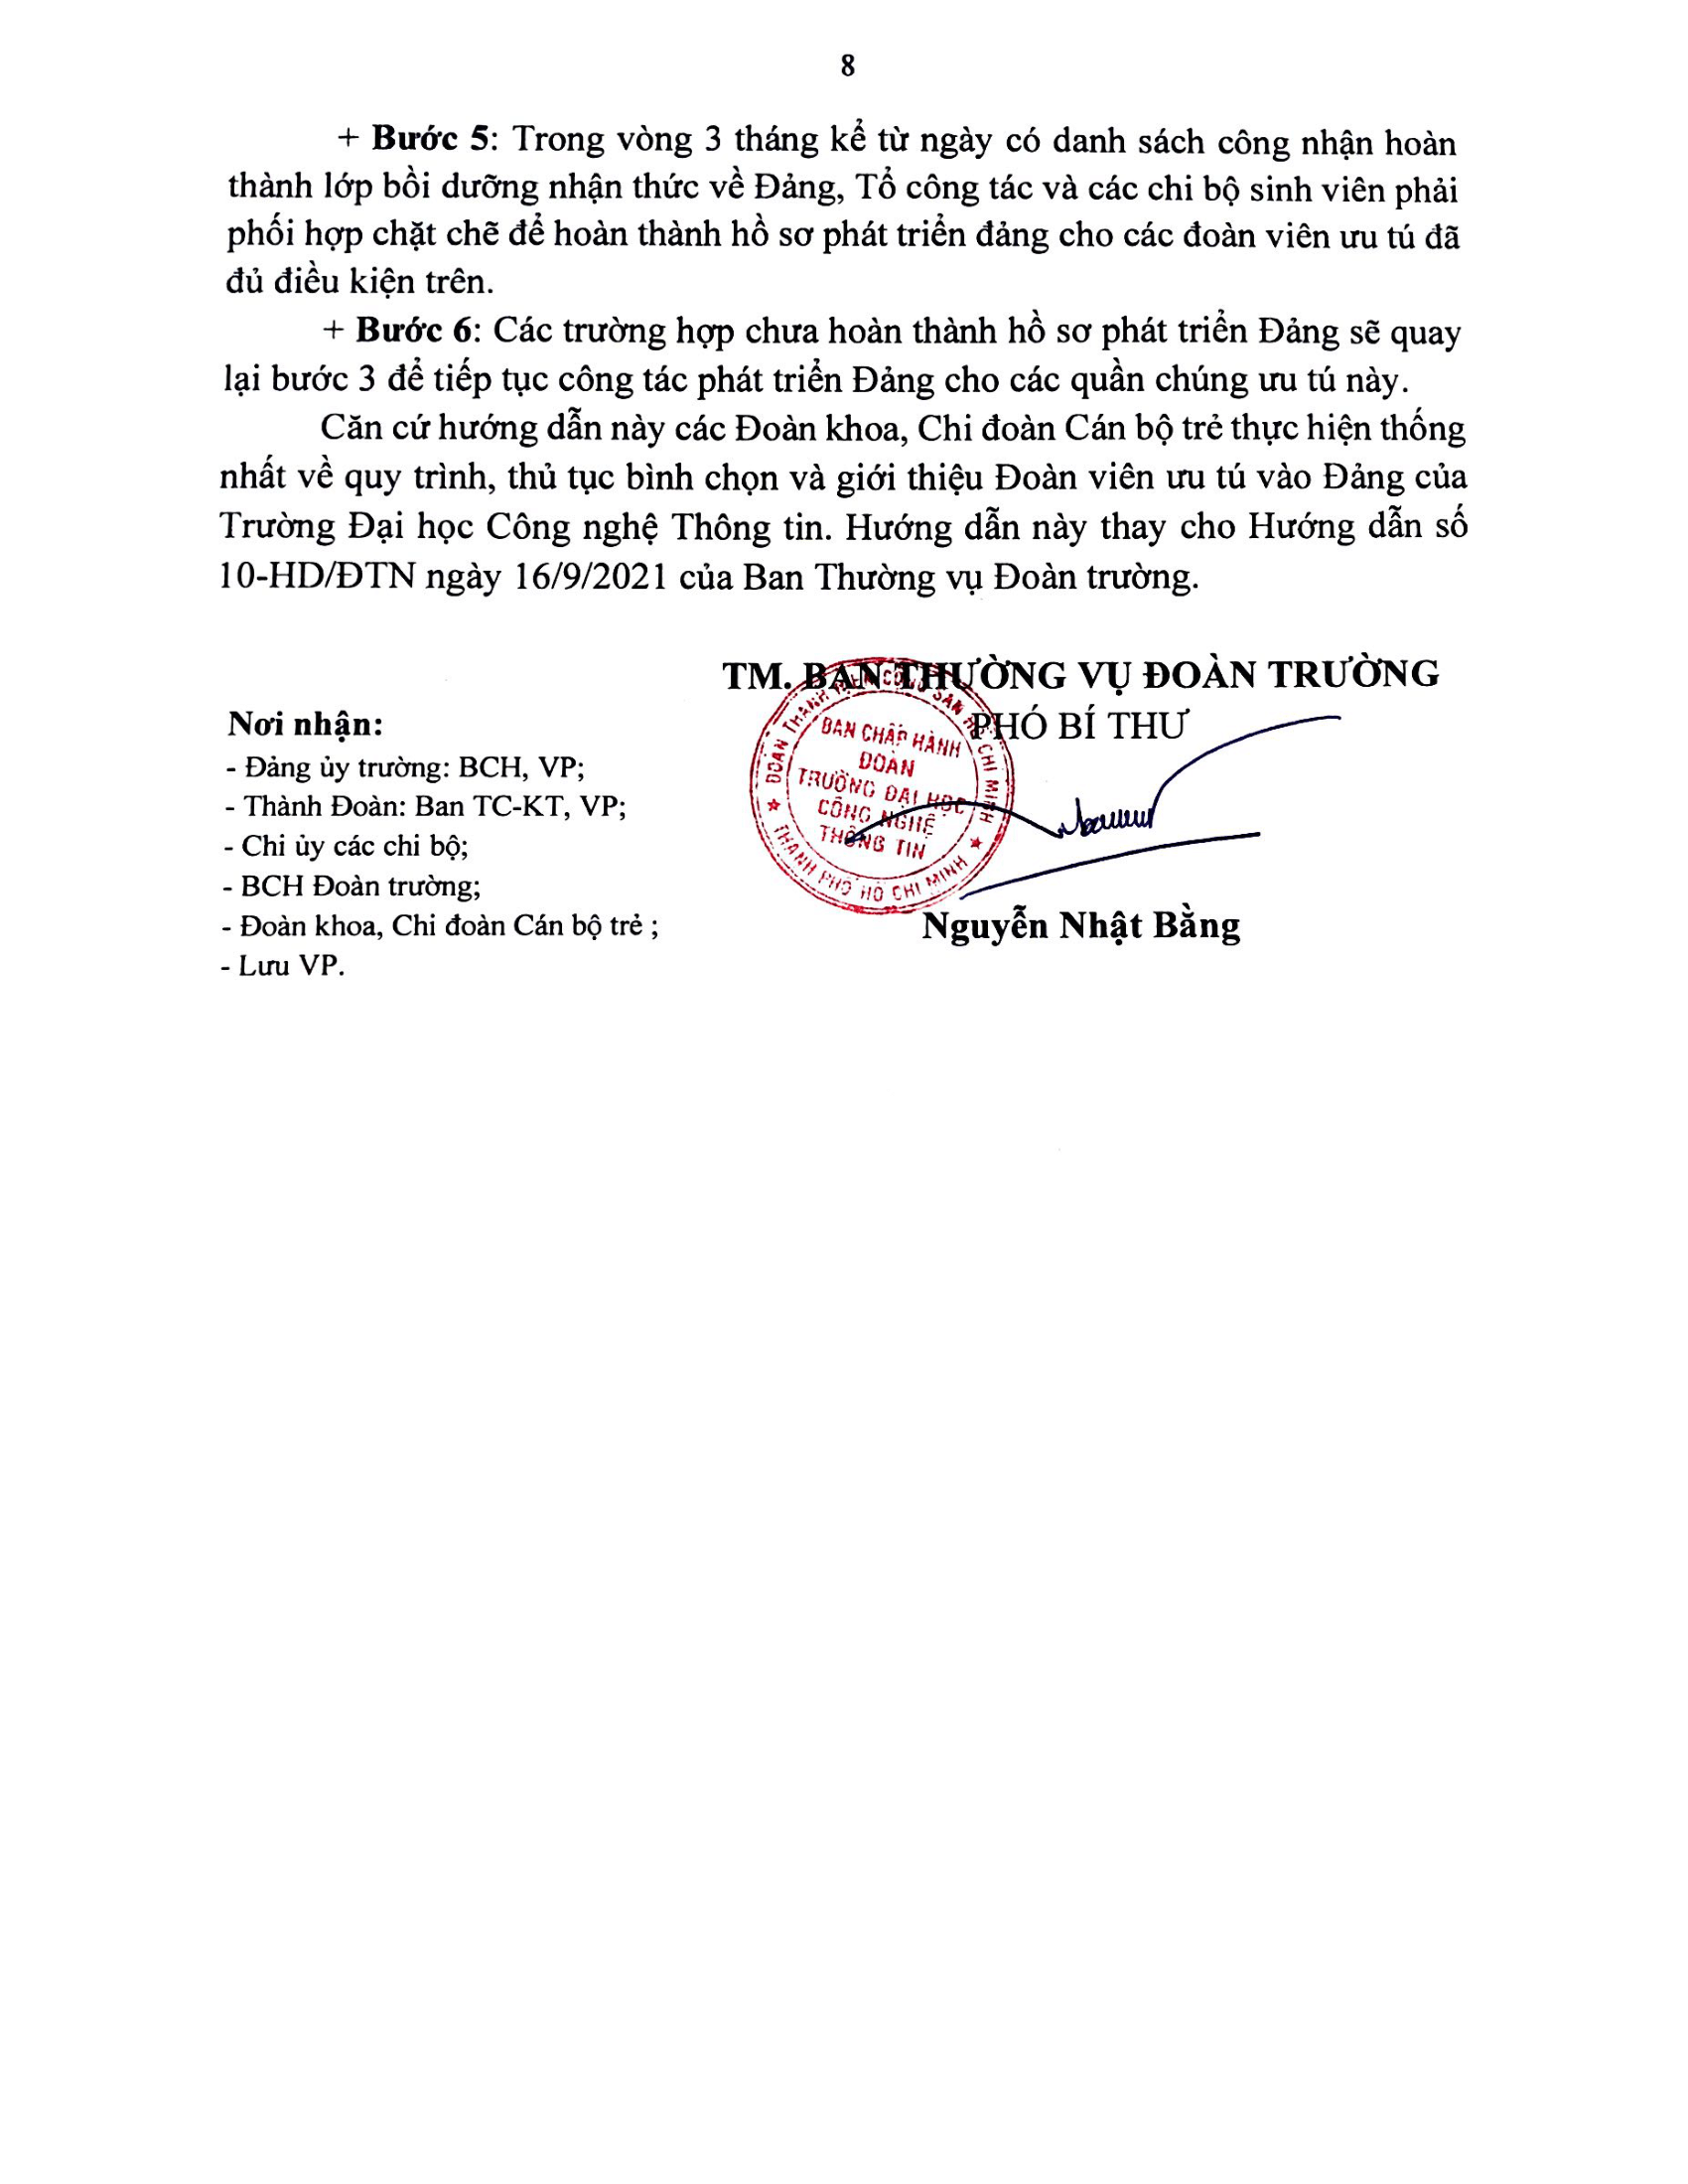 8
+ Bước 5: Trong vòng 3 tháng kể từ ngày có danh sách công nhận hoàn
thành lớp bồi dưỡng nhận thức về Đảng, Tổ công tác và các chi bộ sinh viên phải
phối hợp chặt chẽ để hoàn thành hồ sơ phát triển đảng cho các đoàn viên ưu tú đã
đủ điều kiện trên.
+ Bước 6: Các trường hợp chưa hoàn thành hồ sơ phát triển Đảng sẽ quay
lại bước 3 để tiếp tục công tác phát triển Đảng cho các quần chúng ưu tú này.
Căn cứ hướng dẫn này các Đoàn khoa, Chi đoàn Cán bộ trẻ thực hiện thống
nhất về quy trình, thủ tục bình chọn và giới thiệu Đoàn viên ưu tú vào Đảng của
Trường Đại học Công nghệ Thông tin. Hướng dẫn này thay cho Hướng dẫn số
10-HD/ĐTN ngày 16/9/2021 của Ban Thường vụ Đoàn trường.
TM. BAN THƯỜNG VỤ ĐOÀN TRƯỜNG
PHÓ BÍ THƯ
ĐOÀN THANH NIÊN CỘNG SẢN HỒ CHÍ MINH
BAN CHẤP HÀNH
ĐOÀN
TRƯỜNG ĐẠI HỌC
CÔNG NGHỆ
THÔNG TIN
THÀNH PHỐ HỒ CHÍ MINH
Nguyễn Nhật Bằng
Nơi nhận:
- Đảng ủy trường: BCH, VP;
- Thành Đoàn: Ban TC-KT, VP;
- Chi ủy các chi bộ;
- BCH Đoàn trường;
- Đoàn khoa, Chi đoàn Cán bộ trẻ ;
- Lưu VP.